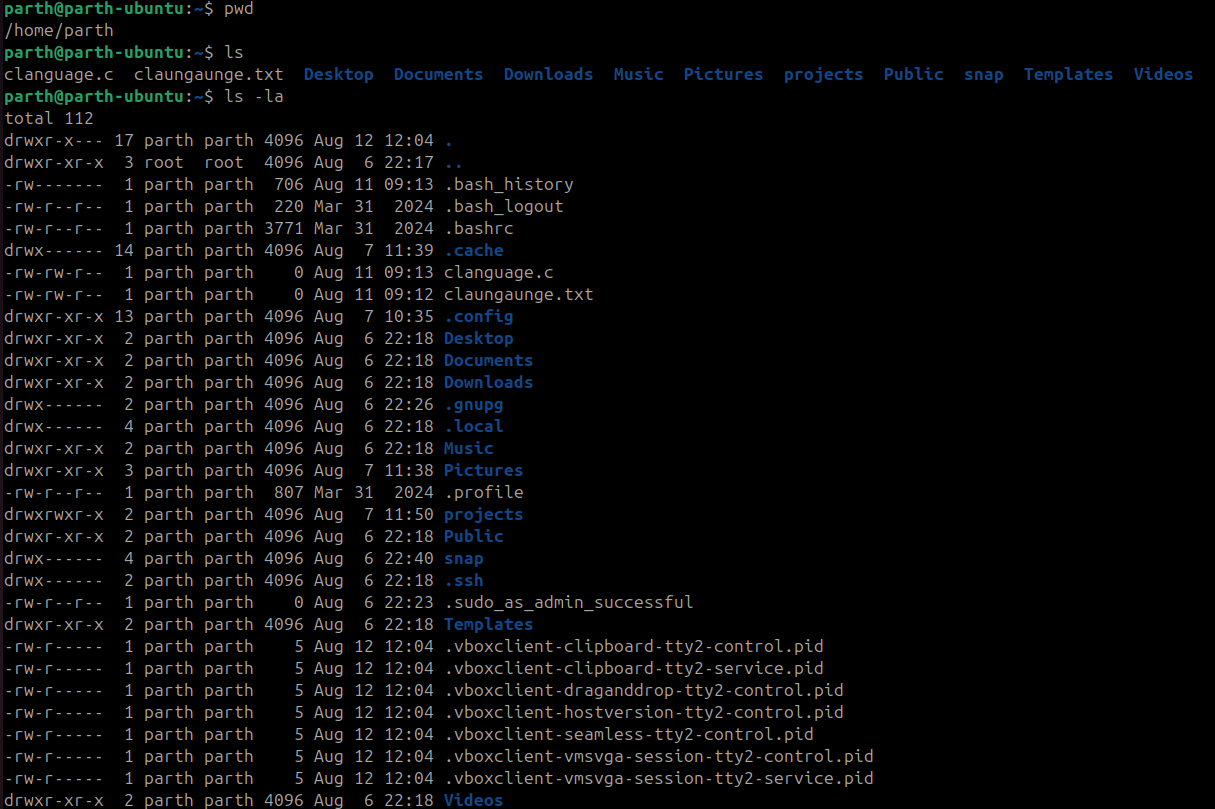 parth@parth-ubuntu:~$ pwd
/home/parth
parth@parth-ubuntu:~$ ls
clanguage.c  claungaunge.txt  Desktop  Documents  Downloads  Music  Pictures  projects  Public  snap  Templates  Videos
parth@parth-ubuntu:~$ ls -la
total 112
drwxr-x--- 17 parth parth 4096 Aug 12 12:04 .
drwxr-xr-x  3 root  root  4096 Aug  6 22:17 ..
-rw-------  1 parth parth  706 Aug 11 09:13 .bash_history
-rw-r--r--  1 parth parth  220 Mar 31  2024 .bash_logout
-rw-r--r--  1 parth parth 3771 Mar 31  2024 .bashrc
drwx------ 14 parth parth 4096 Aug  7 11:39 .cache
-rw-rw-r--  1 parth parth    0 Aug 11 09:13 clanguage.c
-rw-rw-r--  1 parth parth    0 Aug 11 09:12 claungaunge.txt
drwxr-xr-x 13 parth parth 4096 Aug  7 10:35 .config
drwxr-xr-x  2 parth parth 4096 Aug  6 22:18 Desktop
drwxr-xr-x  2 parth parth 4096 Aug  6 22:18 Documents
drwxr-xr-x  2 parth parth 4096 Aug  6 22:18 Downloads
drwx------  2 parth parth 4096 Aug  6 22:26 .gnupg
drwx------  4 parth parth 4096 Aug  6 22:18 .local
drwxr-xr-x  2 parth parth 4096 Aug  6 22:18 Music
drwxr-xr-x  3 parth parth 4096 Aug  7 11:38 Pictures
-rw-r--r--  1 parth parth  807 Mar 31  2024 .profile
drwxrwxr-x  2 parth parth 4096 Aug  7 11:50 projects
drwxr-xr-x  2 parth parth 4096 Aug  6 22:18 Public
drwx------  4 parth parth 4096 Aug  6 22:40 snap
drwx------  2 parth parth 4096 Aug  6 22:18 .ssh
-rw-r--r--  1 parth parth    0 Aug  6 22:23 .sudo_as_admin_successful
drwxr-xr-x  2 parth parth 4096 Aug  6 22:18 Templates
-rw-r-----  1 parth parth    5 Aug 12 12:04 .vboxclient-clipboard-tty2-control.pid
-rw-r-----  1 parth parth    5 Aug 12 12:04 .vboxclient-clipboard-tty2-service.pid
-rw-r-----  1 parth parth    5 Aug 12 12:04 .vboxclient-draganddrop-tty2-control.pid
-rw-r-----  1 parth parth    5 Aug 12 12:04 .vboxclient-hostversion-tty2-control.pid
-rw-r-----  1 parth parth    5 Aug 12 12:04 .vboxclient-seamless-tty2-control.pid
-rw-r-----  1 parth parth    5 Aug 12 12:04 .vboxclient-vmsvga-session-tty2-control.pid
-rw-r-----  1 parth parth    5 Aug 12 12:04 .vboxclient-vmsvga-session-tty2-service.pid
drwxr-xr-x  2 parth parth 4096 Aug  6 22:18 Videos